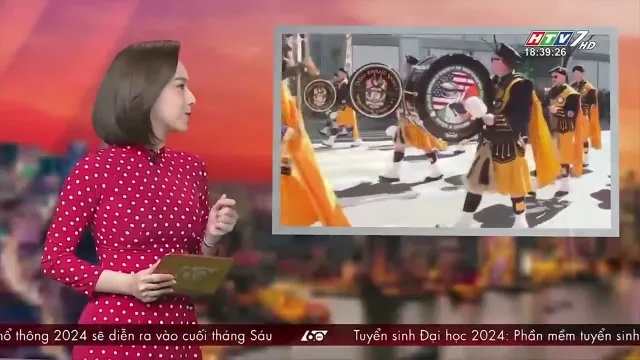 HTV7 HD
18:39:26
hổ thông 2024 sẽ diễn ra vào cuối tháng Sáu 60 Tuyển sinh Đại học 2024: Phần mềm tuyển sinh